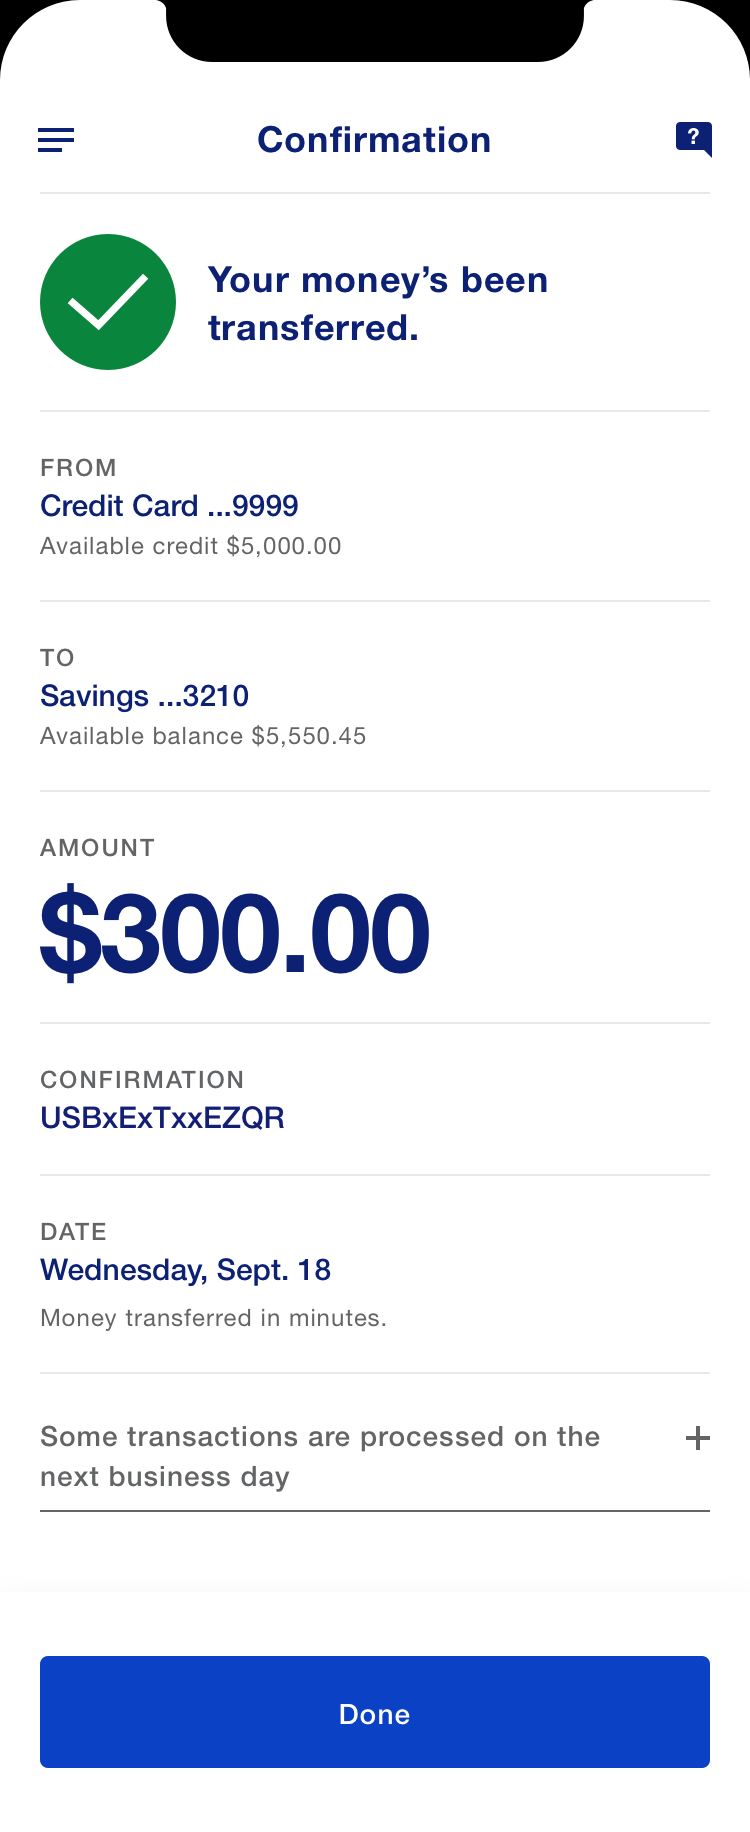 Confirmation
?
Your money’s been
transferred.
FROM
Credit Card ...9999
Available credit $5,000.00
TO
Savings ...3210
Available balance $5,550.45
AMOUNT
$300.00
CONFIRMATION
USBxExTxxEZQR
DATE
Wednesday, Sept. 18
Money transferred in minutes.
Some transactions are processed on the
next business day
Done